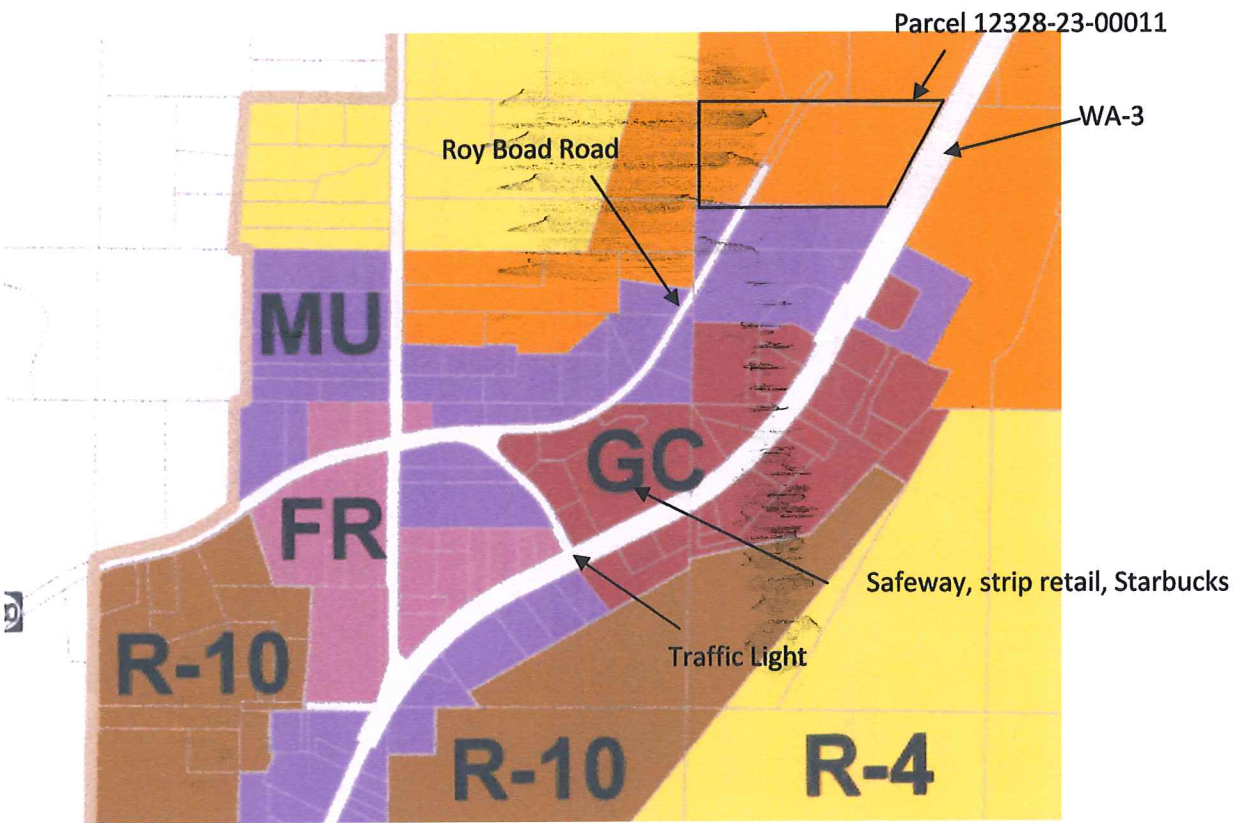 Parcel 12328-23-00011
WA-3
Roy Boad Road
MU
GC
FR
Safeway, strip retail, Starbucks
Traffic Light
R-10
R-10
R-4